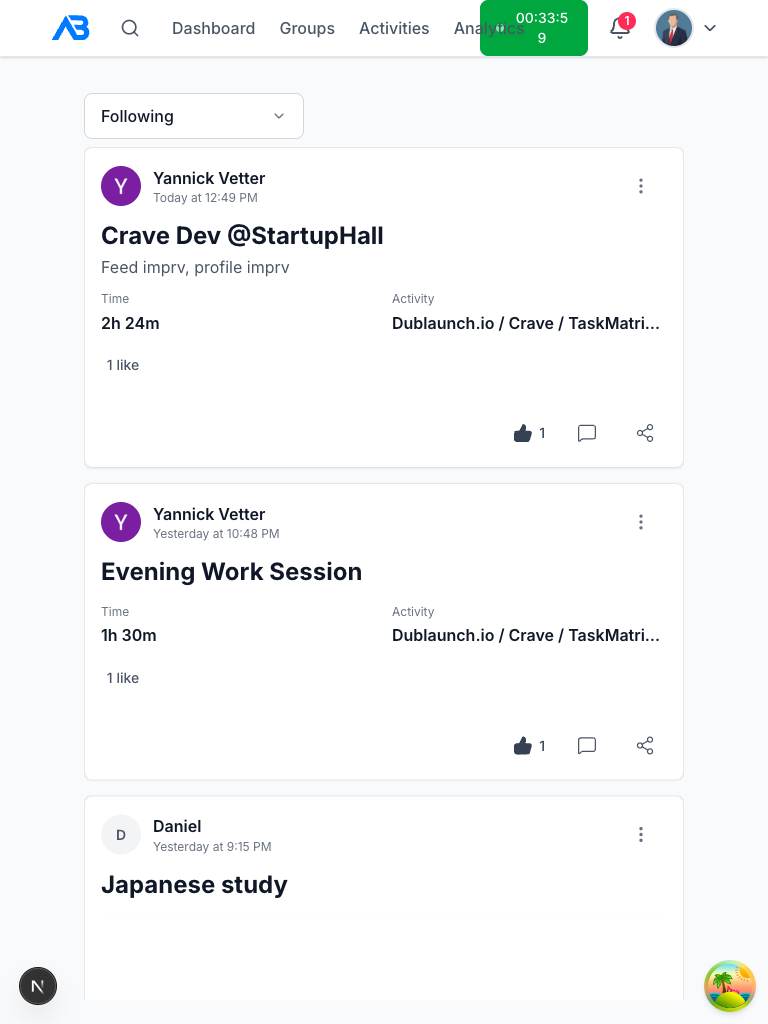 AB
Dashboard
Groups
Activities
Analytics
00:33:5
9
1
Following
Y
Yannick Vetter
Today at 12:49 PM
Crave Dev @StartupHall
Feed imprv, profile imprv
Time
Activity
2h 24m
Dublaunch.io / Crave / TaskMatri...
1 like
1
Y
Yannick Vetter
Yesterday at 10:48 PM
Evening Work Session
Time
Activity
1h 30m
Dublaunch.io / Crave / TaskMatri...
1 like
1
D
Daniel
Yesterday at 9:15 PM
Japanese study
N